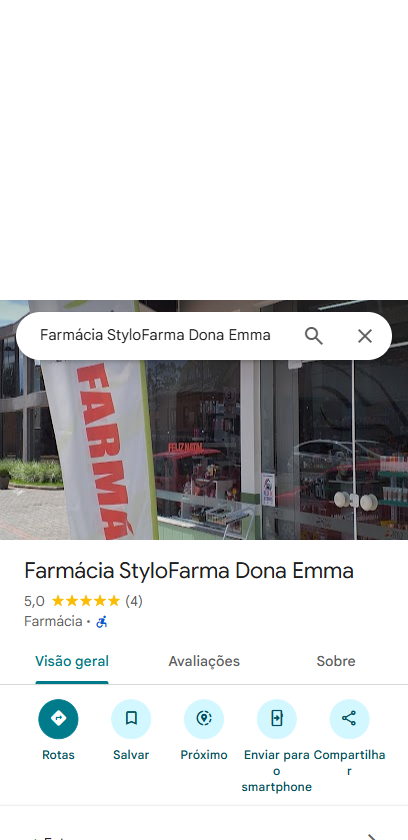 Farmácia StyloFarma Dona Emma
FARMÁ
FELIZ NATAL
Farmácia StyloFarma Dona Emma
5,0 (4)
Farmácia •
Visão geral
Avaliações
Sobre
Rotas
Salvar
Próximo
Enviar para
o
smartphone
Compartilha
r